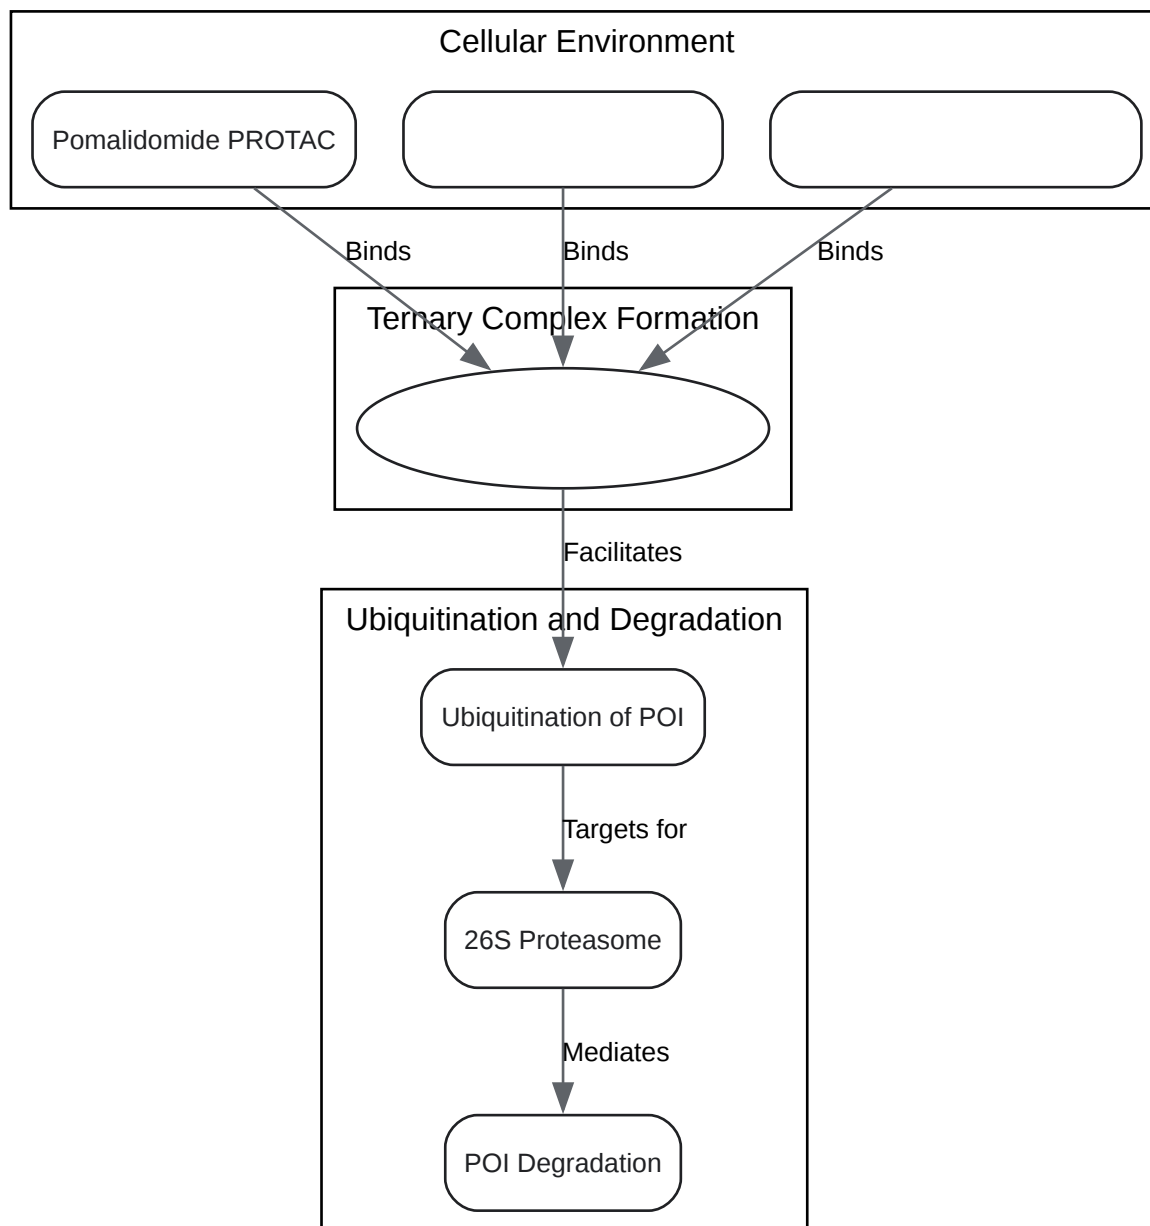 Cellular Environment
Pomalidomide PROTAC
Binds
Binds
Binds
Ternary Complex Formation
Facilitates
Ubiquitination and Degradation
Ubiquitination of POI
Targets for
26S Proteasome
Mediates
POI Degradation